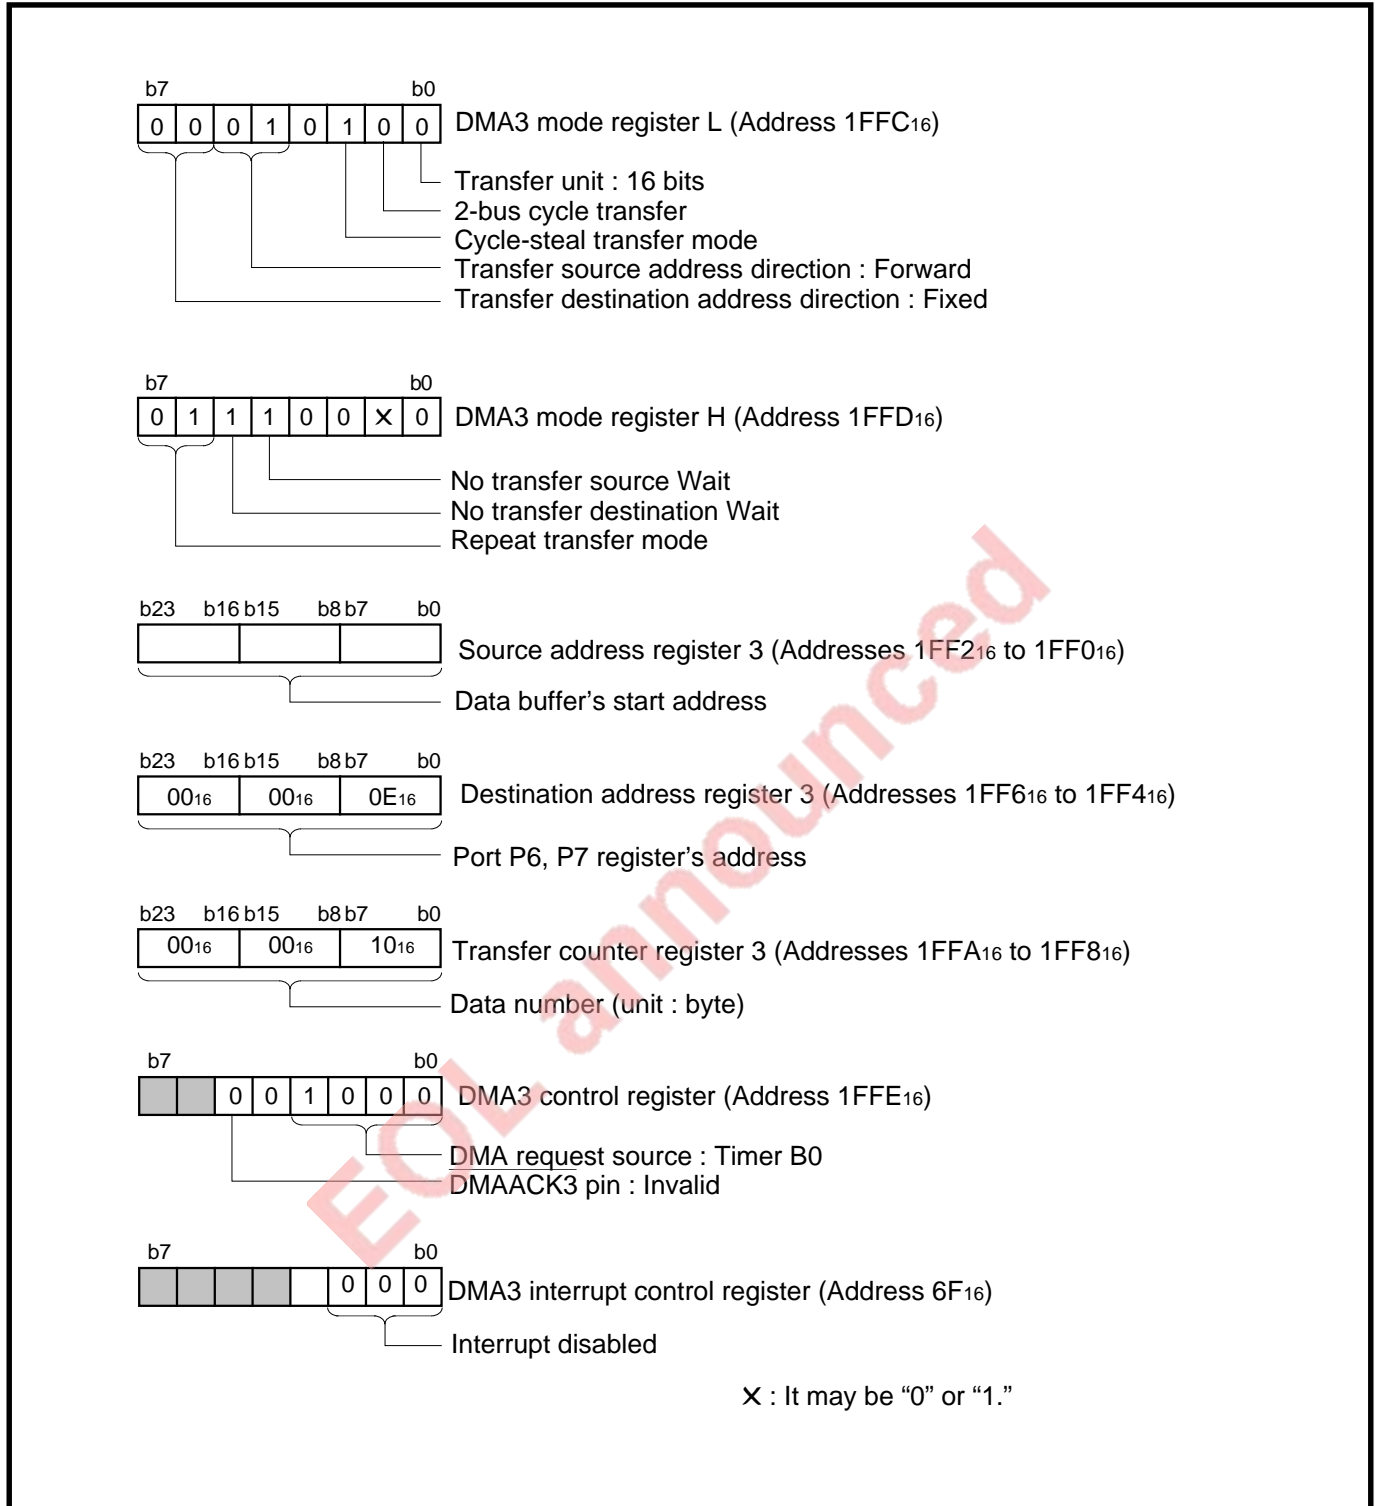 b7 b0
0 0 0 1 0 1 0 0 DMA3 mode register L (Address 1FFC16)
Transfer unit : 16 bits
2-bus cycle transfer
Cycle-steal transfer mode
Transfer source address direction : Forward
Transfer destination address direction : Fixed
b7 b0
0 1 1 1 0 0 X 0 DMA3 mode register H (Address 1FFD16)
No transfer source Wait
No transfer destination Wait
Repeat transfer mode
b23 b16 b15 b8 b7 b0
Source address register 3 (Addresses 1FF216 to 1FF016)
Data buffer’s start address
b23 b16 b15 b8 b7 b0
0016 0016 0E16 Destination address register 3 (Addresses 1FF616 to 1FF416)
Port P6, P7 register’s address
b23 b16 b15 b8 b7 b0
0016 0016 1016 Transfer counter register 3 (Addresses 1FFA16 to 1FF816)
Data number (unit : byte)
b7 b0
0 0 1 0 0 0 DMA3 control register (Address 1FFE16)
DMA request source : Timer B0
DMAACK3 pin : Invalid
b7 b0
0 0 0 DMA3 interrupt control register (Address 6F16)
Interrupt disabled
X : It may be “0” or “1.”
EOL announced